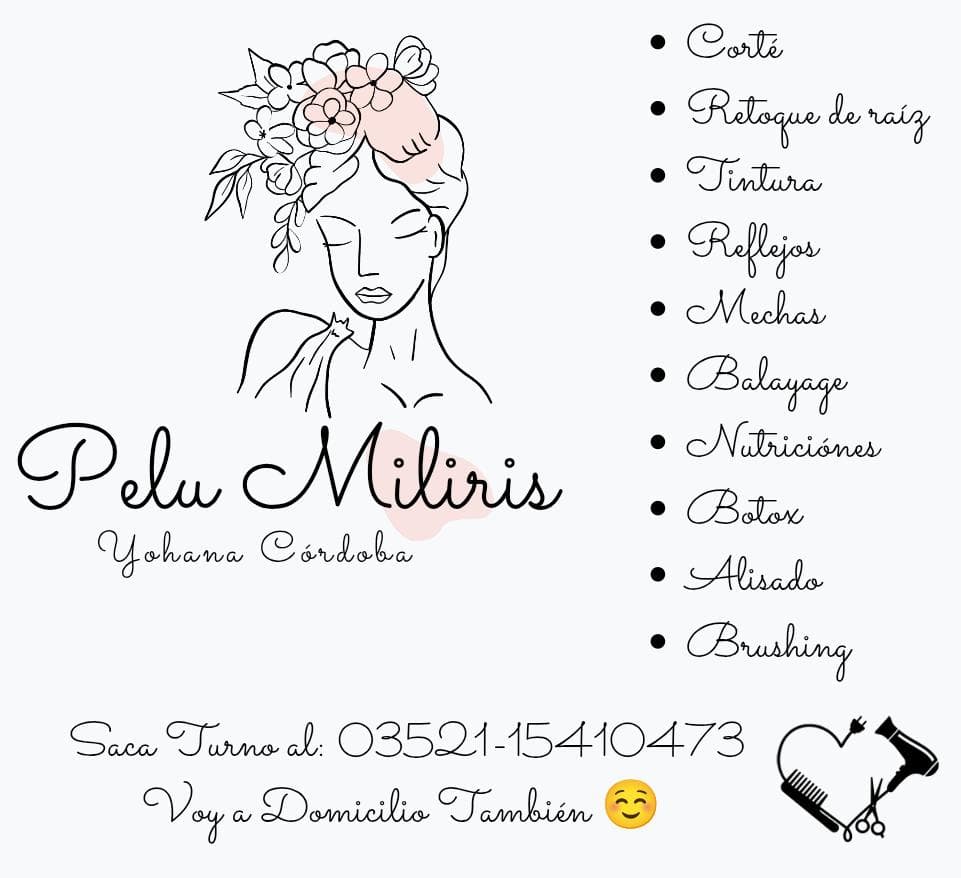 Pelu Miliris
Yohana Córdoba
• Corté
• Retoque de raíz
• Tintura
• Reflejos
• Mechas
• Balayage
• Nutriciónes
• Botox
• Alisado
• Brushing
Saca Turno al: 03521-15410473
Voy a Domicilio También ☺️